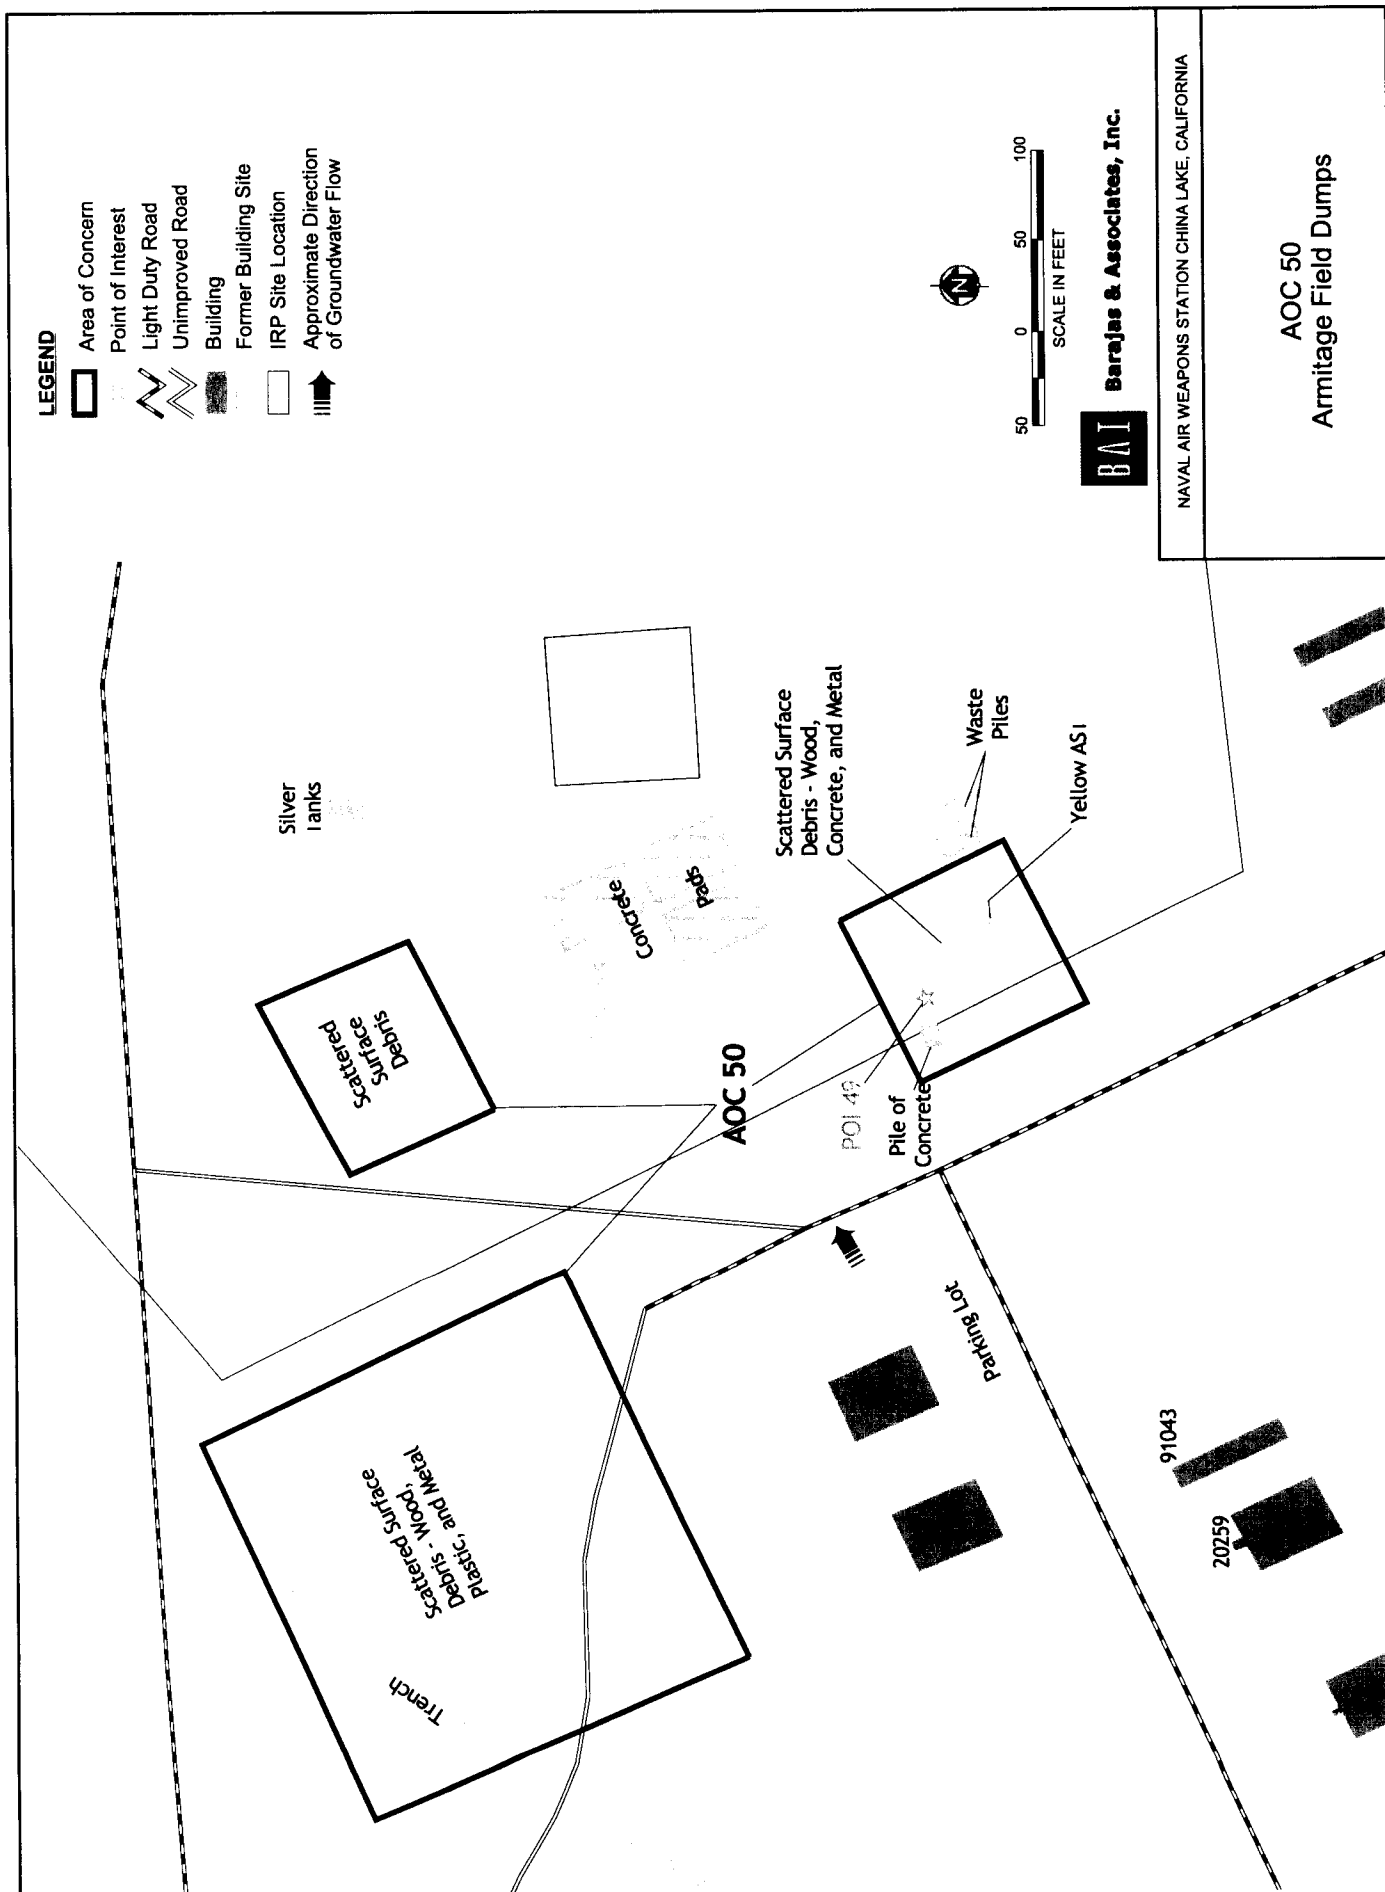 LEGEND
Area of Concern
Point of Interest
Light Duty Road
Unimproved Road
Building
Former Building Site
IRP Site Location
Approximate Direction
of Groundwater Flow
Silver
Tanks
Scattered
Surface
Debris
Concrete
Pads
Scattered Surface
Debris - Wood,
Plastic, and Metal
Trench
AOC 50
Scattered Surface
Debris - Wood,
Concrete, and Metal
Waste
Piles
Yellow AST
POI 49
Pile of
Concrete
Parking Lot
91043
20259
N
50 0 50 100
SCALE IN FEET
BAI
Barajas & Associates, Inc.
NAVAL AIR WEAPONS STATION CHINA LAKE, CALIFORNIA
AOC 50
Armitage Field Dumps